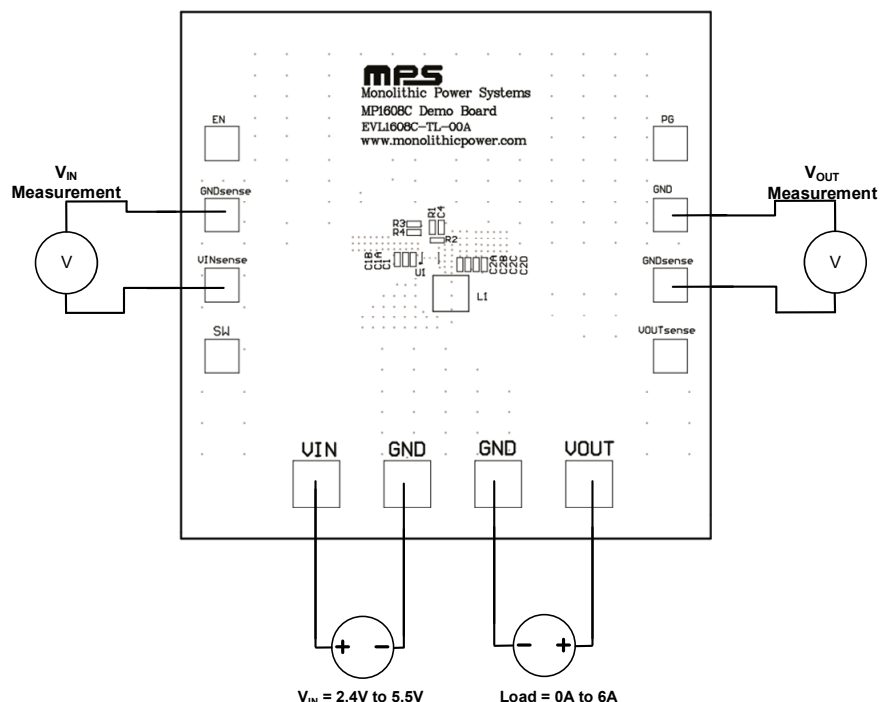 MPS
Monolithic Power Systems
MP1608C Demo Board
EVL1608C-TL-00A
www.monolithicpower.com
EN
PG
VIN
Measurement
GNDsense
GND
VOUT
Measurement
R3
R4
R1
C4
R2
V
VINsense
C1B
C1A
C1
U1
C2A
C2B
C2C
C2D
GNDsense
V
L1
SW
VOUTsense
VIN
GND
GND
VOUT
+
−
−
+
VIN = 2.4V to 5.5V
Load = 0A to 6A